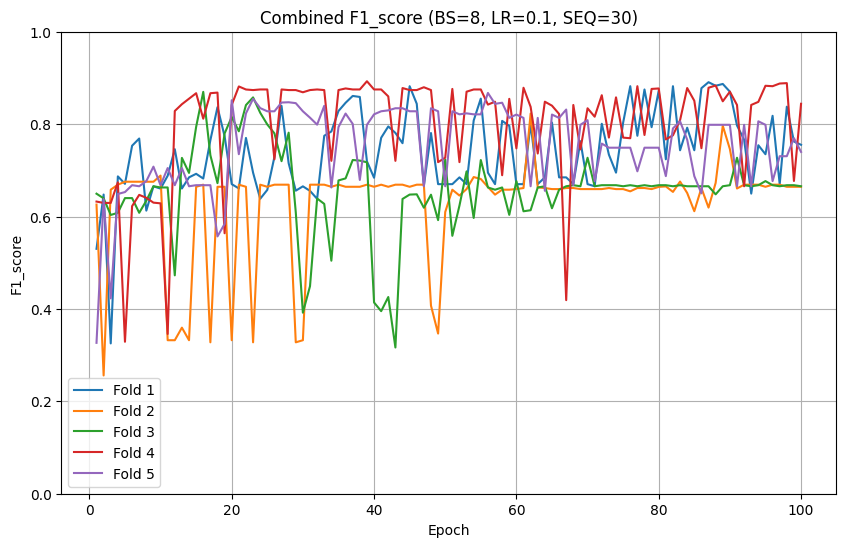 Combined F1_score (BS=8, LR=0.1, SEQ=30)
1.0
0.8
0.6
0.4
0.2
0.0
F1_score
Fold 1
Fold 2
Fold 3
Fold 4
Fold 5
0 20 40 60 80 100
Epoch